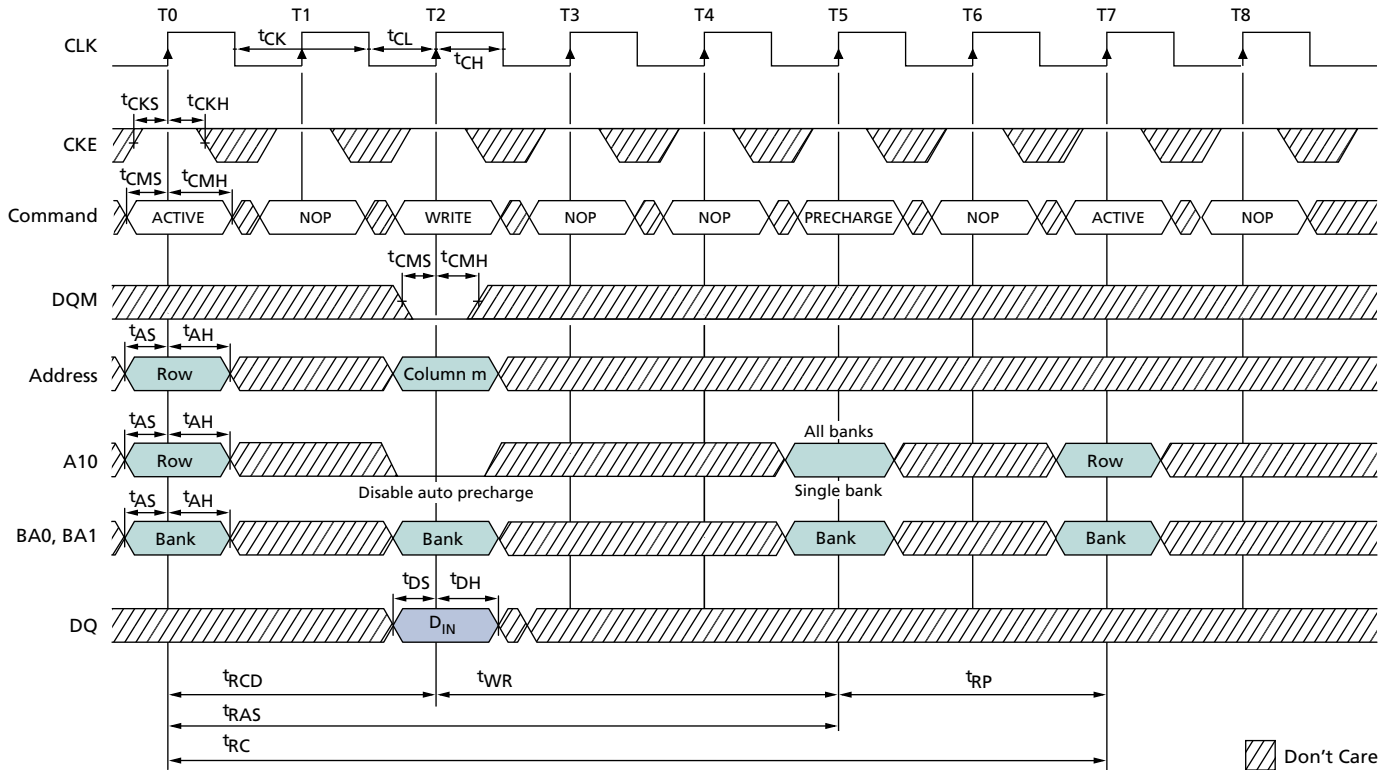 T0 T1 T2 T3 T4 T5 T6 T7 T8
CLK
tCK tCL
tCH
tCKS tCKH
CKE
tCMS tCMH
Command ACTIVE NOP WRITE NOP NOP PRECHARGE NOP ACTIVE NOP
tCMS tCMH
DQM
tAS tAH
Address Row Column m
tAS tAH
All banks
A10 Row Row
Disable auto precharge Single bank
tAS tAH
BA0, BA1 Bank Bank Bank Bank
tDS tDH
DQ DIN
tRCD tWR tRP
tRAS
tRC
Don't Care